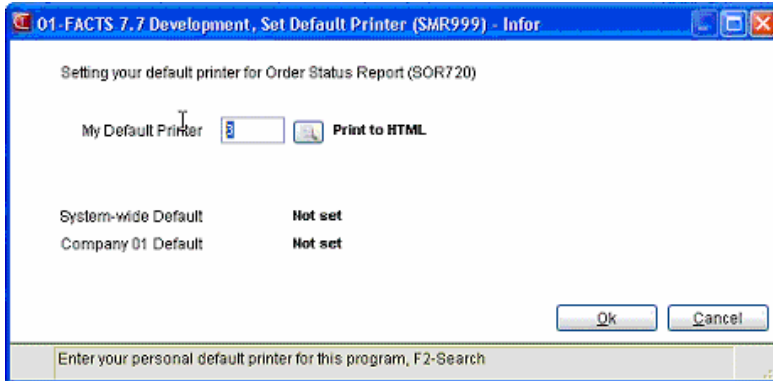 01-FACTS 7.7 Development, Set Default Printer (SMR999) - Infor
Setting your default printer for Order Status Report (SOR720)
My Default Printer 3 Print to HTML
System-wide Default Not set
Company 01 Default Not set
Ok Cancel
Enter your personal default printer for this program, F2-Search